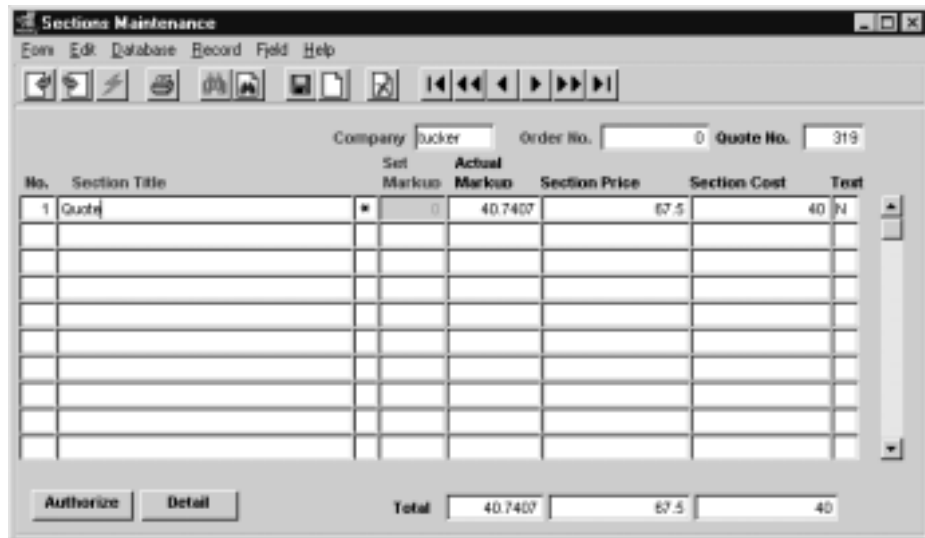 Sections Maintenance
Form Edit Database Record Field Help
Company bucker Order No. 0 Quote No. 319
No. Section Title Set Markup Actual Markup Section Price Section Cost Text
1 Quote * 0 40.7407 67.5 40 N
Authorize Detail Total 40.7407 67.5 40